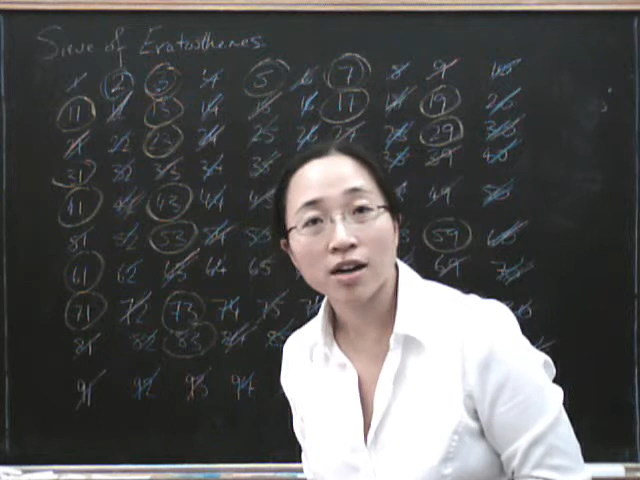 Sieve of Eratosthenes
1 2 3 4 5 6 7 8 9 10
11 12 13 14 15 16 17 18 19 20
21 22 23 24 25 26 27 28 29 30
31 32 33 34 35 38 39 40
41 42 43 44 49 50
51 52 53 54 59 60
61 62 63 64 65 69 70
71 72 73 74 75
81 82 83 84
91 92 93 94